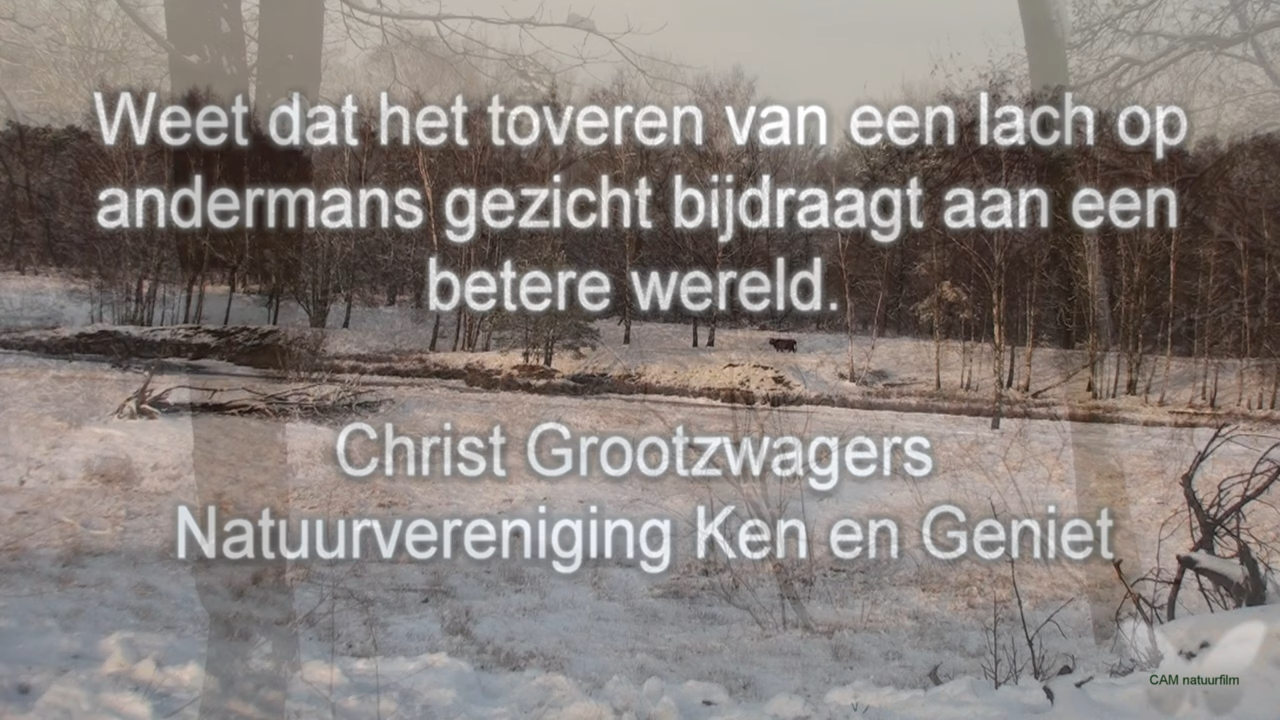 Weet dat het toveren van een lach op
andermans gezicht bijdraagt aan een
betere wereld.
Christ Grootzwagers
Natuurvereniging Ken en Geniet
CAM natuurfilm